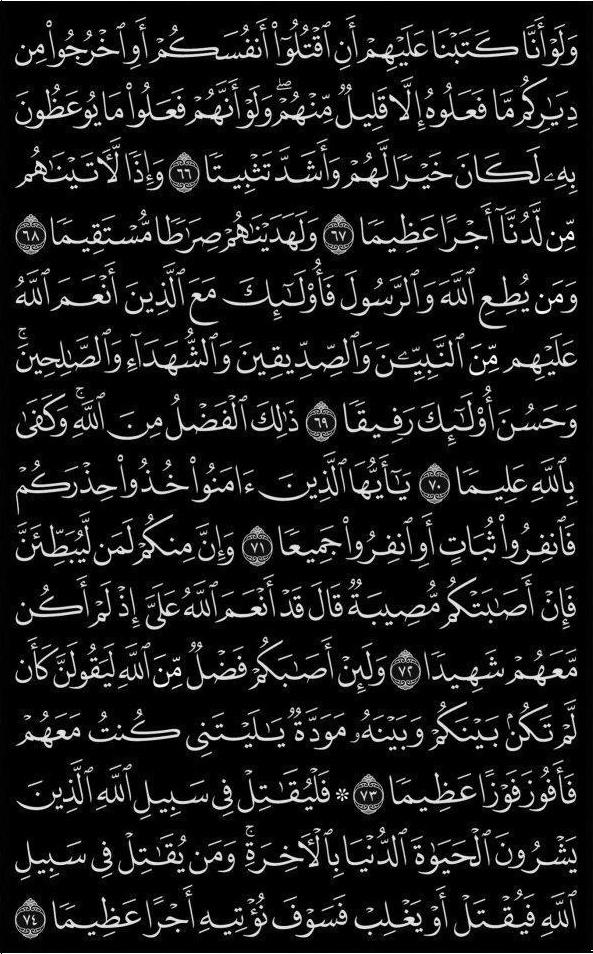 وَلَوْ أَنَّا كَتَبْنَا عَلَيْهِمْ أَنِ ٱقْتُلُوٓا۟ أَنفُسَكُمْ أَوِ ٱخْرُجُوا۟ مِن
دِيَـٰرِكُم مَّا فَعَلُوهُ إِلَّا قَلِيلٌ مِّنْهُمْ ۖ وَلَوْ أَنَّهُمْ فَعَلُوا۟ مَا يُوعَظُونَ
بِهِۦ لَكَانَ خَيْرًا لَّهُمْ وَأَشَدَّ تَثْبِيتًا ٦٦ وَإِذًا لَّـَٔاتَيْنَـٰهُم
مِّن لَّدُنَّآ أَجْرًا عَظِيمًا ٦٧ وَلَهَدَيْنَـٰهُمْ صِرَٰطًا مُّسْتَقِيمًا ٦٨
وَمَن يُطِعِ ٱللَّهَ وَٱلرَّسُولَ فَأُو۟لَـٰٓئِكَ مَعَ ٱلَّذِينَ أَنْعَمَ ٱللَّهُ
عَلَيْهِم مِّنَ ٱلنَّبِيِّـۧنَ وَٱلصِّدِّيقِينَ وَٱلشُّهَدَآءِ وَٱلصَّـٰلِحِينَ ۚ
وَحَسُنَ أُو۟لَـٰٓئِكَ رَفِيقًا ٦٩ ذَٰلِكَ ٱلْفَضْلُ مِنَ ٱللَّهِ ۚ وَكَفَىٰ
بِٱللَّهِ عَلِيمًا ٧٠ يَـٰٓأَيُّهَا ٱلَّذِينَ ءَامَنُوا۟ خُذُوا۟ حِذْرَكُمْ
فَٱنفِرُوا۟ ثُبَاتٍ أَوِ ٱنفِرُوا۟ جَمِيعًا ٧١ وَإِنَّ مِنكُمْ لَمَن لَّيُبَطِّئَنَّ
فَإِنْ أَصَـٰبَتْكُم مُّصِيبَةٌ قَالَ قَدْ أَنْعَمَ ٱللَّهُ عَلَىَّ إِذْ لَمْ أَكُن
مَّعَهُمْ شَهِيدًا ٧٢ وَلَئِنْ أَصَـٰبَكُمْ فَضْلٌ مِّنَ ٱللَّهِ لَيَقُولَنَّ كَأَن
لَّمْ تَكُنۢ بَيْنَكُمْ وَبَيْنَهُۥ مَوَدَّةٌ يَـٰلَيْتَنِى كُنتُ مَعَهُمْ
فَأَفُوزَ فَوْزًا عَظِيمًا ٧٣ ۞ فَلْيُقَـٰتِلْ فِى سَبِيلِ ٱللَّهِ ٱلَّذِينَ
يَشْرُونَ ٱلْحَيَوٰةَ ٱلدُّنْيَا بِٱلْـَٔاخِرَةِ ۚ وَمَن يُقَـٰتِلْ فِى سَبِيلِ
ٱللَّهِ فَيُقْتَلْ أَوْ يَغْلِبْ فَسَوْفَ نُؤْتِيهِ أَجْرًا عَظِيمًا ٧٤